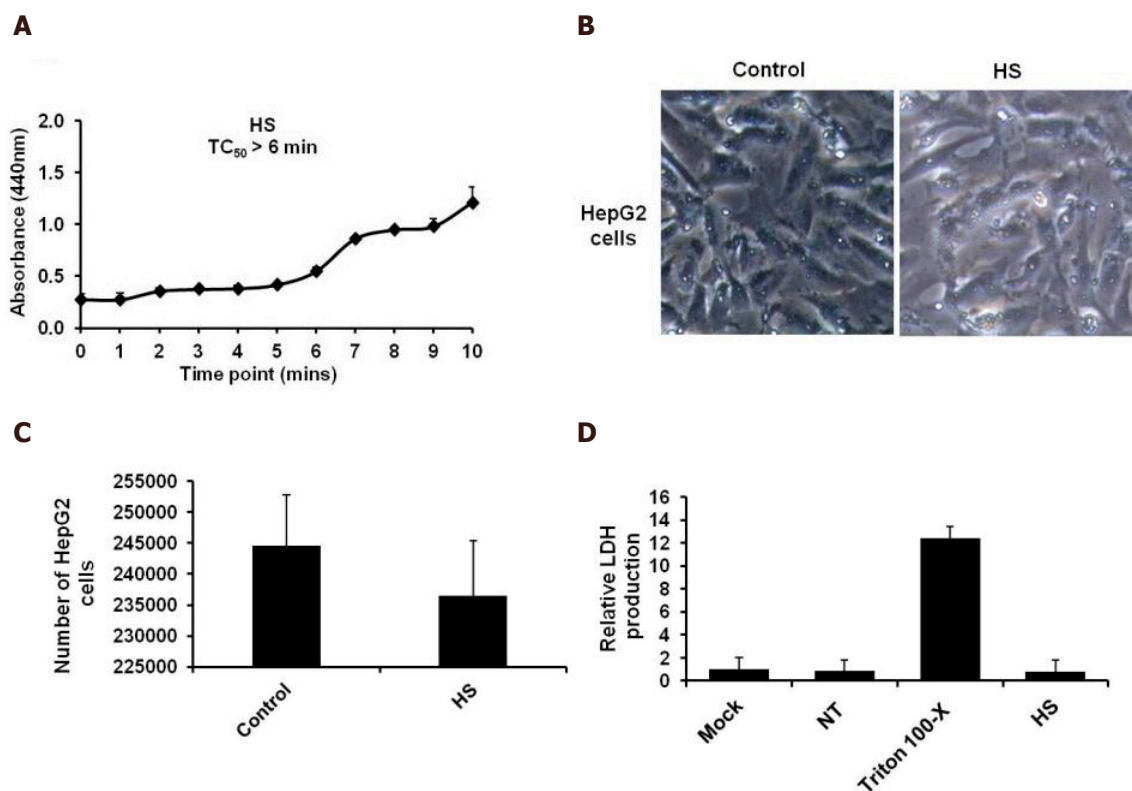 A
HS
TC50 > 6 min
Absorbance (440nm)
2.0
1.5
1.0
0.5
0.0
0 1 2 3 4 5 6 7 8 9 10
Time point (mins)
B
Control HS
HepG2
cells
C
Number of HepG2
cells
255000
250000
245000
240000
235000
230000
225000
Control HS
D
Relative LDH
production
16
14
12
10
8
6
4
2
0
Mock NT Triton 100-X HS